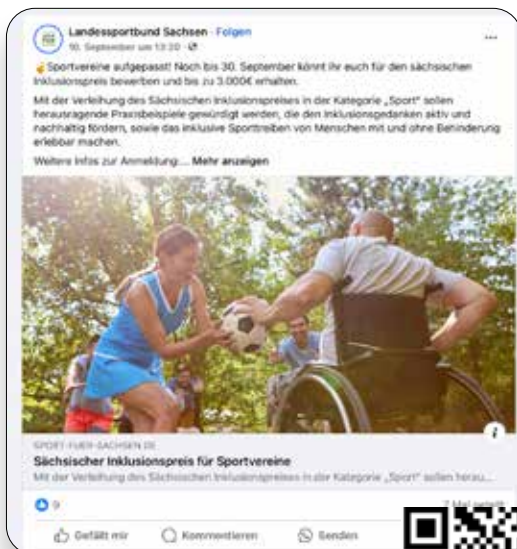 Landessportbund Sachsen · Folgen
10. September um 13:20 ·
Sportvereine aufgepasst! Noch bis 30. September könnt ihr euch für den sächsischen
Inklusionspreis bewerben und bis zu 3.000€ erhalten.
Mit der Verleihung des Sächsischen Inklusionspreises in der Kategorie „Sport“ sollen
herausragende Praxisbeispiele gewürdigt werden, die den Inklusionsgedanken aktiv und
nachhaltig fördern, sowie das inklusive Sporttreiben von Menschen mit und ohne Behinderung
erlebbar machen.
Weitere Infos zur Anmeldung:... Mehr anzeigen
SPORT-FUER-SACHSEN.DE
Sächsischer Inklusionspreis für Sportvereine
Mit der Verleihung des Sächsischen Inklusionspreises in der Kategorie „Sport“ sollen herau...
9
7 Mal geteilt
Gefällt mir
Kommentieren
Senden